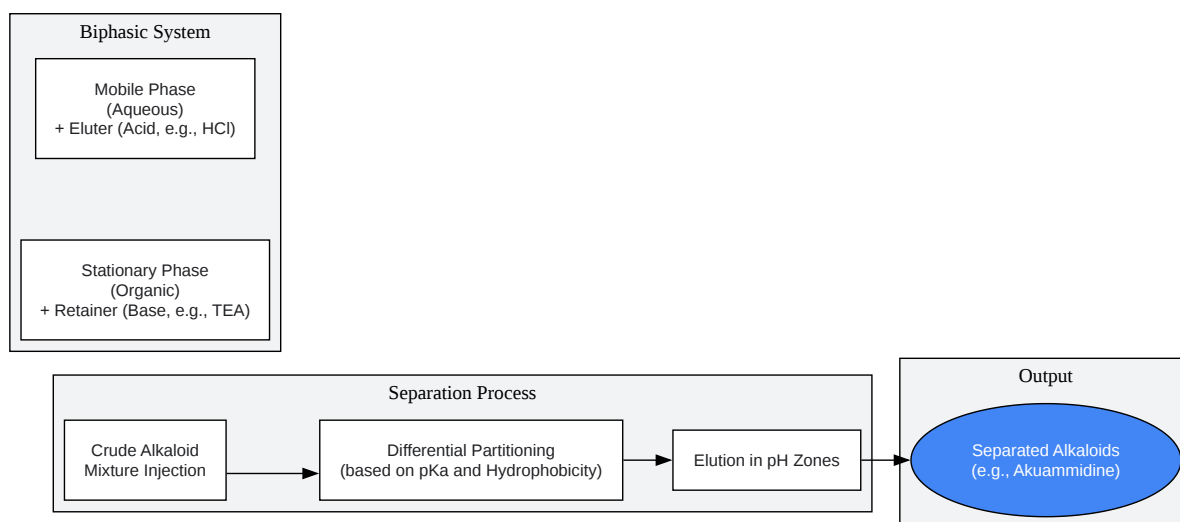 Biphasic System
Mobile Phase
(Aqueous)
+ Eluter (Acid, e.g., HCl)
Stationary Phase
(Organic)
+ Retainer (Base, e.g., TEA)
Separation Process
Crude Alkaloid
Mixture Injection
Differential Partitioning
(based on pKa and Hydrophobicity)
Elution in pH Zones
Output
Separated Alkaloids
(e.g., Akuammidine)